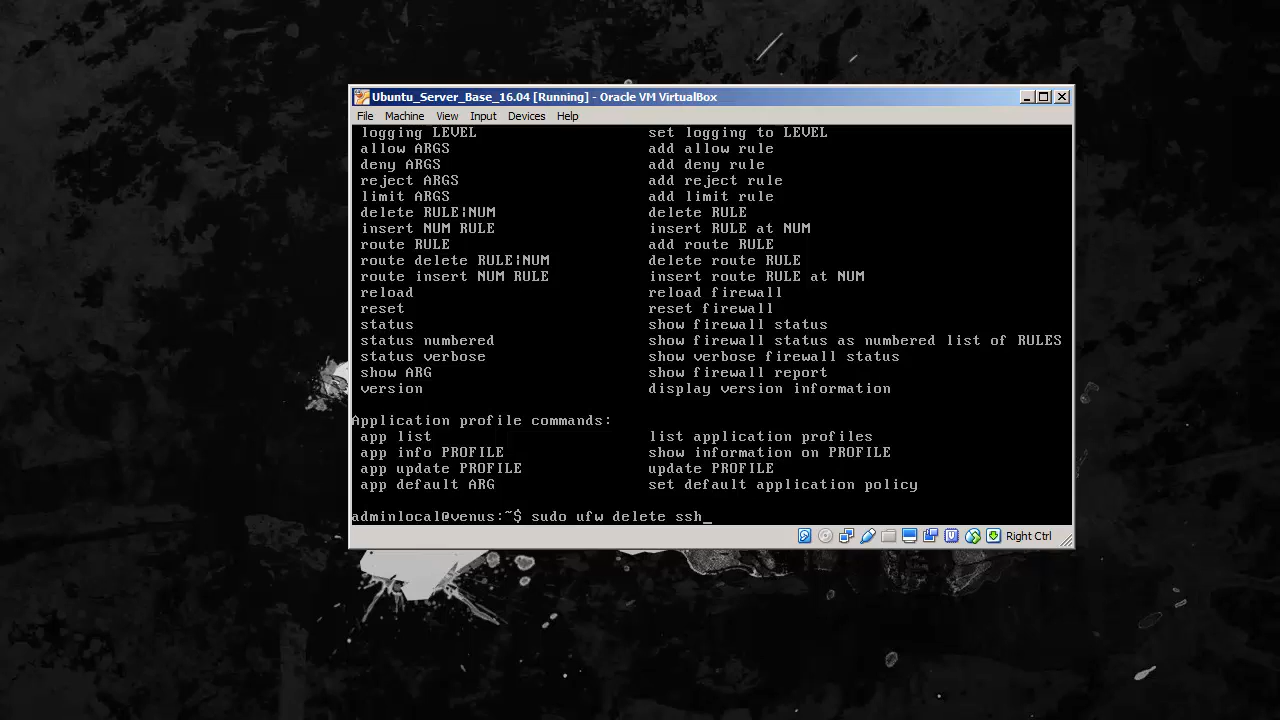 Ubuntu_Server_Base_16.04 [Running] - Oracle VM VirtualBox
File Machine View Input Devices Help
logging LEVEL set logging to LEVEL
allow ARGS add allow rule
deny ARGS add deny rule
reject ARGS add reject rule
limit ARGS add limit rule
delete RULE|NUM delete RULE
insert NUM RULE insert RULE at NUM
route RULE add route RULE
route delete RULE|NUM delete route RULE
route insert NUM RULE insert route RULE at NUM
reload reload firewall
reset reset firewall
status show firewall status
status numbered show firewall status as numbered list of RULES
status verbose show verbose firewall status
show ARG show firewall report
version display version information
Application profile commands:
app list list application profiles
app info PROFILE show information on PROFILE
app update PROFILE update PROFILE
app default ARG set default application policy
adminlocal@venus:~$ sudo ufw delete ssh_
Right Ctrl